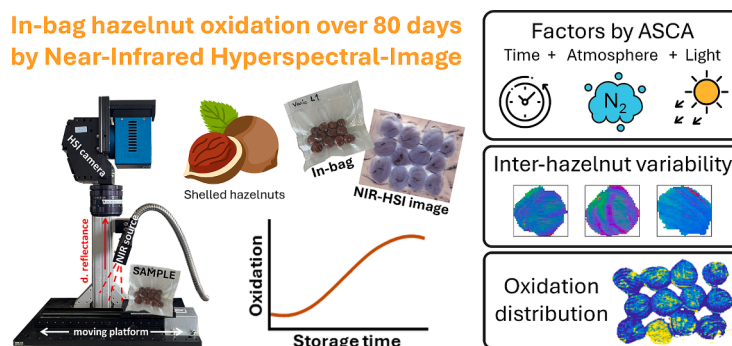 In-bag hazelnut oxidation over 80 days
by Near-Infrared Hyperspectral-Image
HSI camera
d. reflectance
NIR source
SAMPLE
moving platform
Shelled hazelnuts
L1
In-bag
NIR-HSI image
Oxidation
Storage time
Factors by ASCA
Time + Atmosphere + Light
N2
Inter-hazelnut variability
Oxidation
distribution